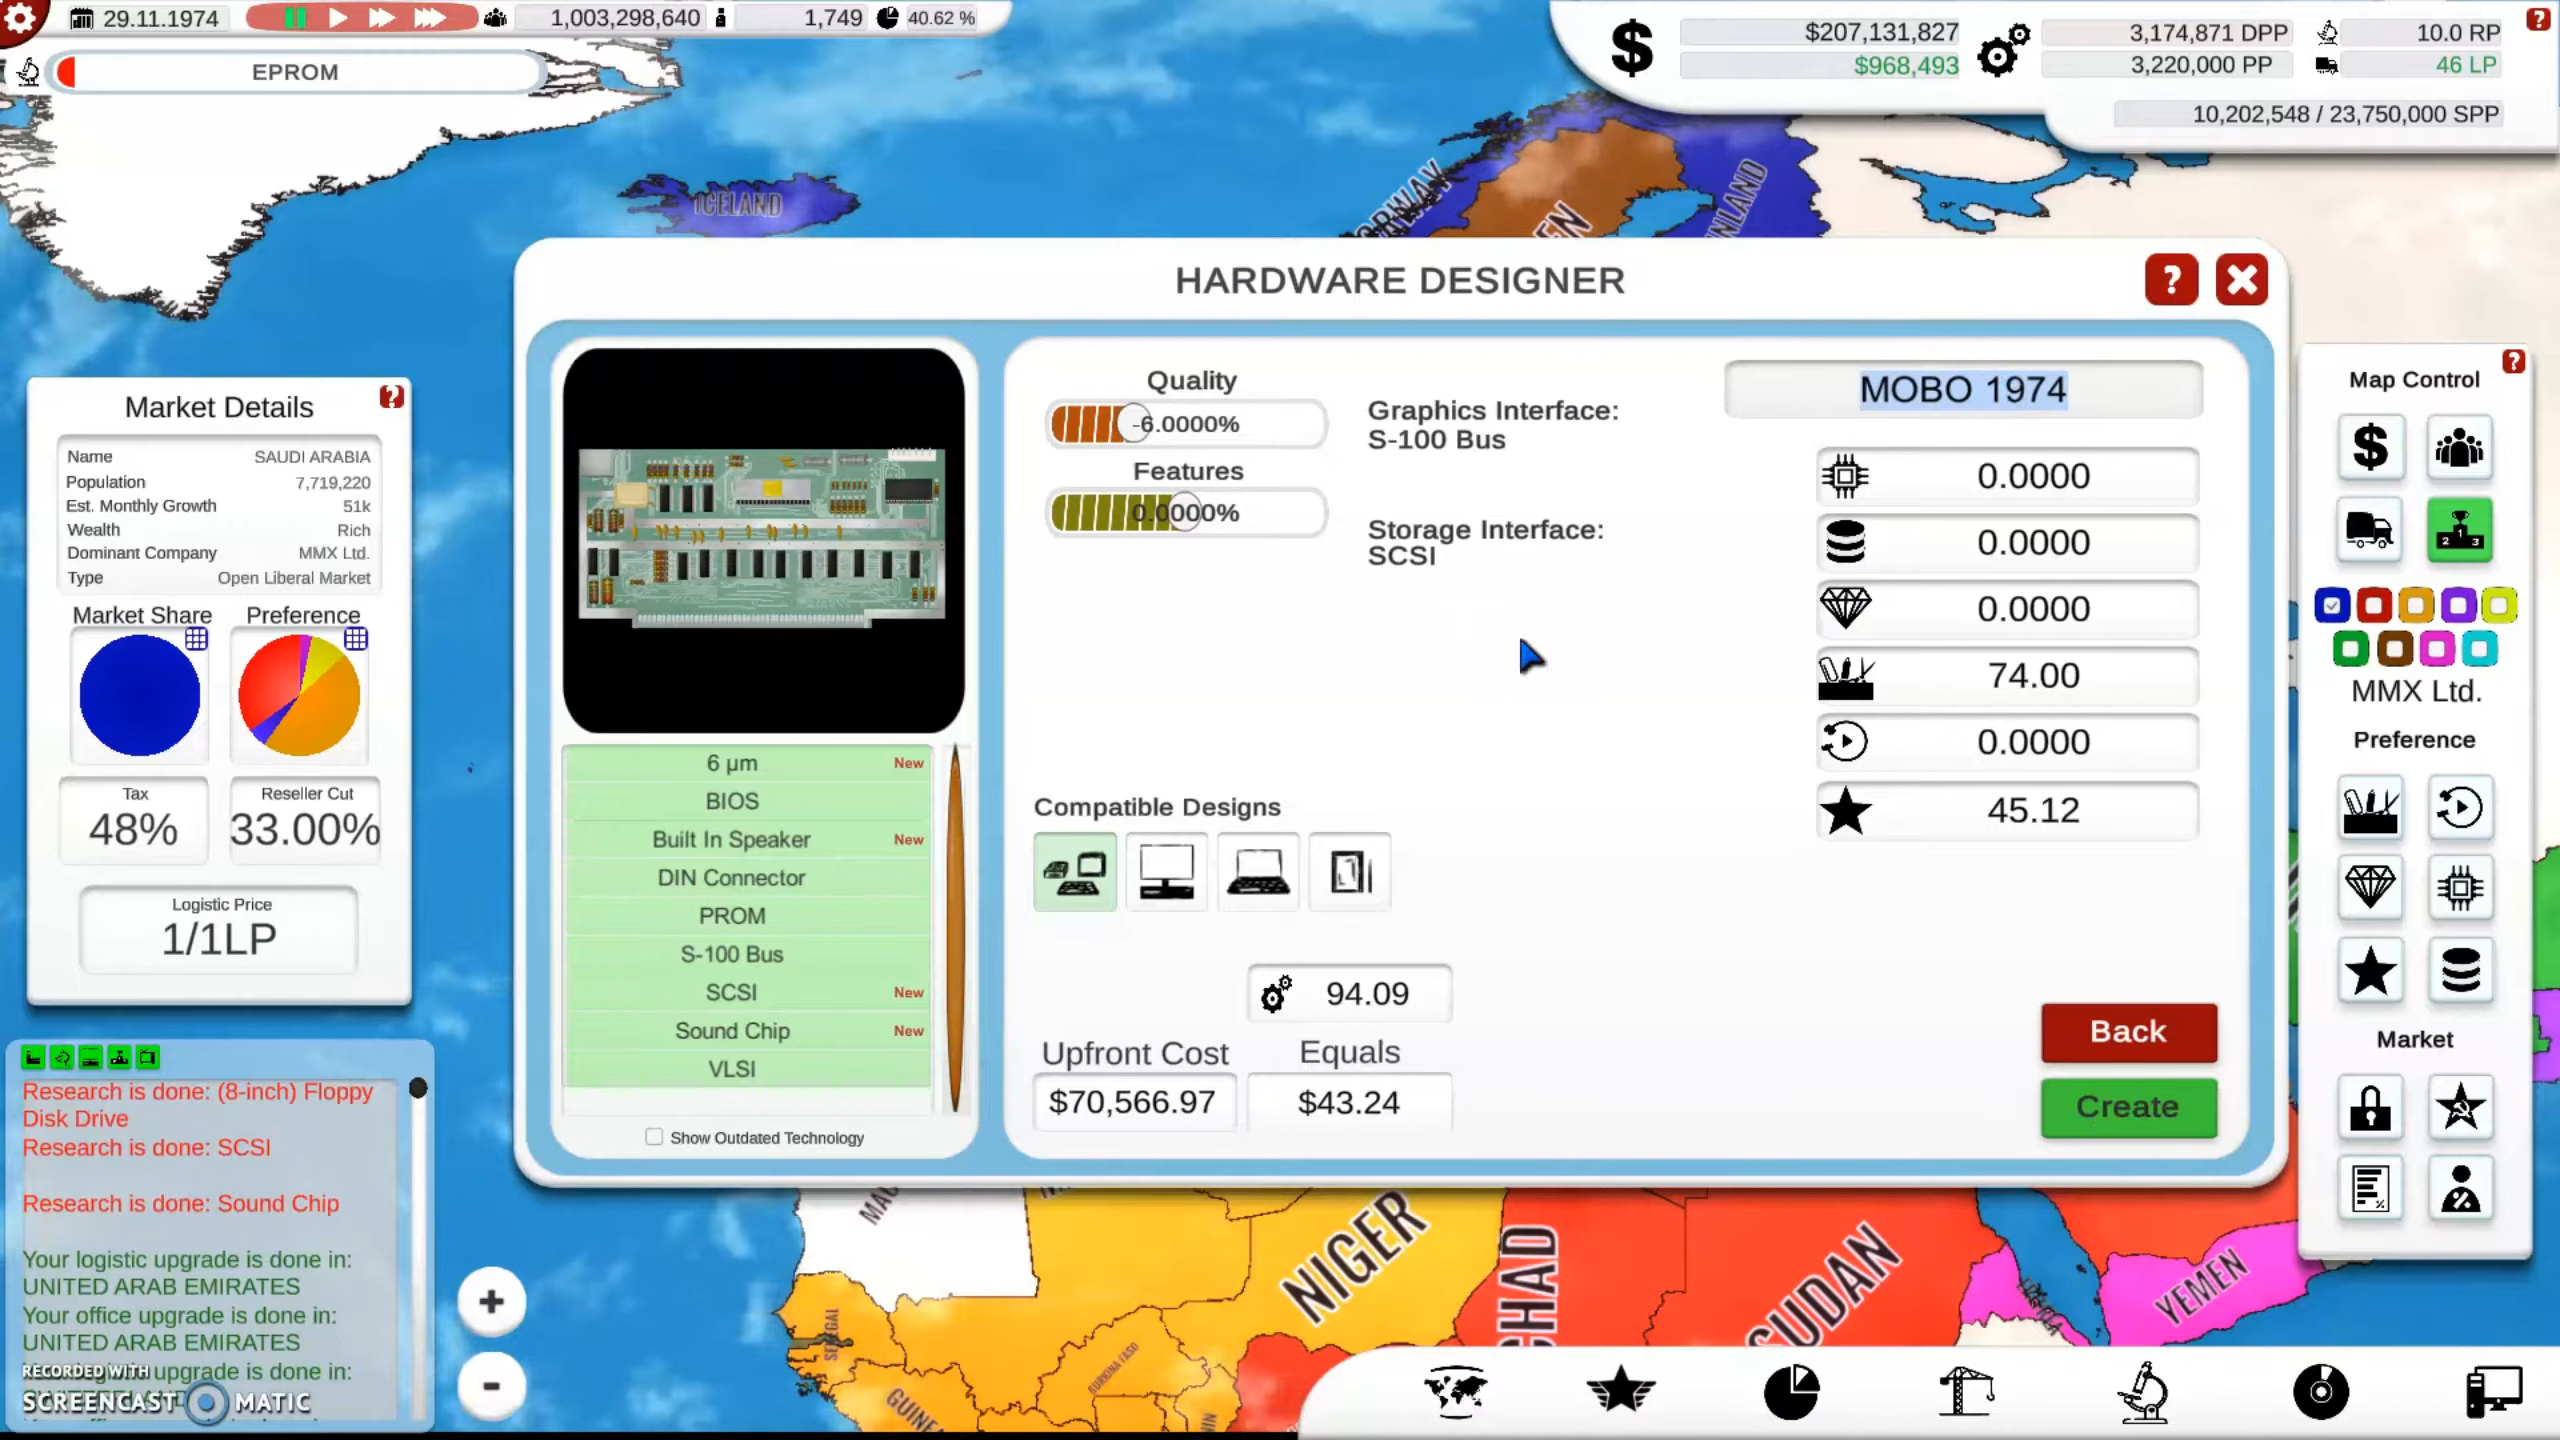 29.11.1974
1,003,298,640
1,749
40.62 %
$207,131,827
3,174,871 DPP
10.0 RP
$968,493
3,220,000 PP
46 LP
10,202,548 / 23,750,000 SPP
EPROM
ICELAND
HARDWARE DESIGNER
Market Details
Name SAUDI ARABIA
Population 7,719,220
Est. Monthly Growth 51k
Wealth Rich
Dominant Company MMX Ltd.
Type Open Liberal Market
Market Share Preference
Tax Reseller Cut
48% 33.00%
Logistic Price
1/1LP
Quality
-6.0000%
Features
0.0000%
Graphics Interface:
S-100 Bus
Storage Interface:
SCSI
MOBO 1974
0.0000
0.0000
0.0000
74.00
0.0000
45.12
6 µm New
BIOS
Built In Speaker New
DIN Connector
PROM
S-100 Bus
SCSI New
Sound Chip New
VLSI
Show Outdated Technology
Compatible Designs
94.09
Upfront Cost Equals
$70,566.97 $43.24
Back
Create
Map Control
MMX Ltd.
Preference
Market
Research is done: (8-inch) Floppy
Disk Drive
Research is done: SCSI
Research is done: Sound Chip
Your logistic upgrade is done in:
UNITED ARAB EMIRATES
Your office upgrade is done in:
UNITED ARAB EMIRATES
upgrade is done in:
RECORDED WITH
SCREENCAST MATIC
NIGER
CHAD
SUDAN
YEMEN
SENEGAL
BURKINA FASO